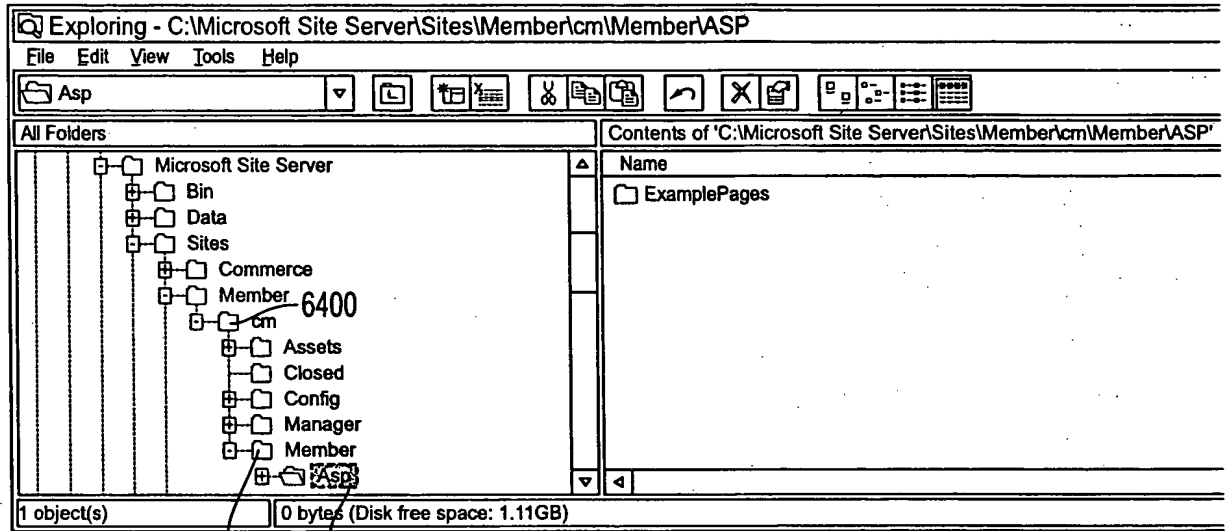 Exploring - C:\Microsoft Site Server\Sites\Member\cm\Member\ASP
File Edit View Tools Help
Asp
All Folders
Contents of 'C:\Microsoft Site Server\Sites\Member\cm\Member\ASP'
Name
Microsoft Site Server
ExamplePages
Bin
Data
Sites
Commerce
Member
6400
cm
Assets
Closed
Config
Manager
Member
Asp
1 object(s)
0 bytes (Disk free space: 1.11GB)